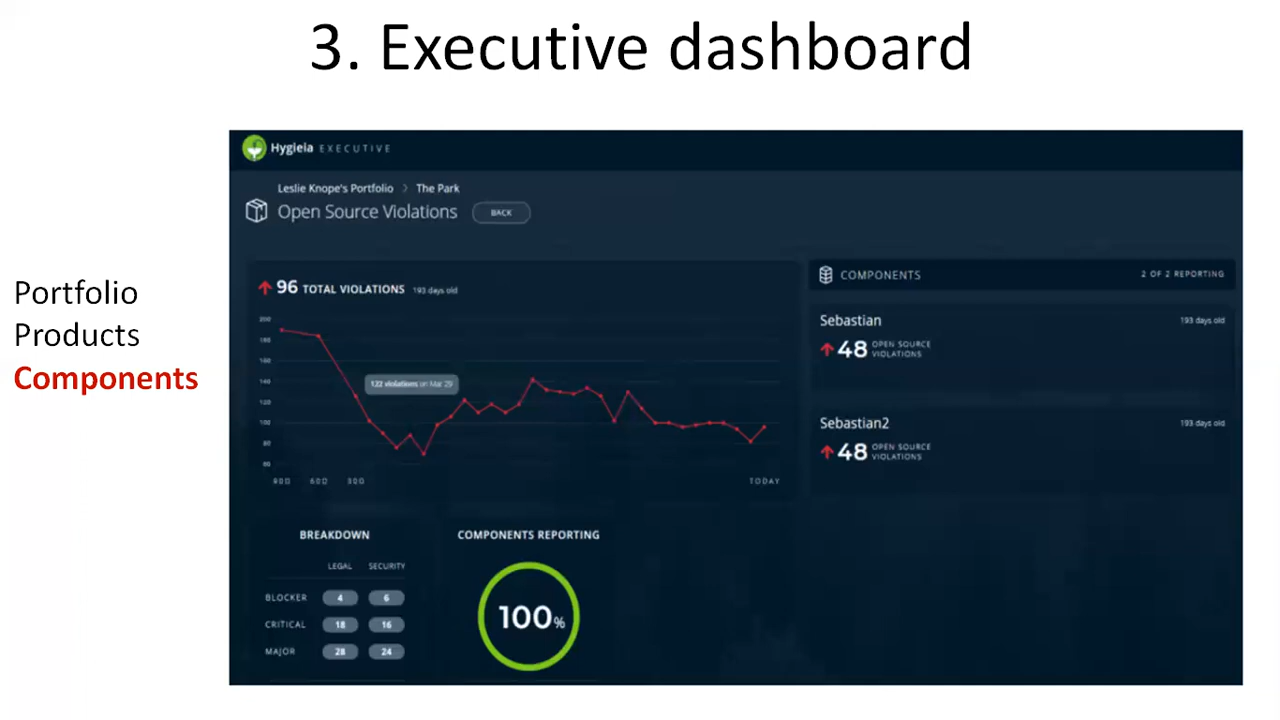 3. Executive dashboard
Portfolio
Products
Components
Hygieia EXECUTIVE
Leslie Knope's Portfolio > The Park
Open Source Violations BACK
96 TOTAL VIOLATIONS 193 days old
200
180
160
140
120
100
80
60
122 violations on Mar 29
90D 60D 30D TODAY
COMPONENTS 2 OF 2 REPORTING
Sebastian 193 days old
48 OPEN SOURCE
VIOLATIONS
Sebastian2 193 days old
48 OPEN SOURCE
VIOLATIONS
BREAKDOWN
LEGAL SECURITY
BLOCKER 4 6
CRITICAL 18 16
MAJOR 28 24
COMPONENTS REPORTING
100%